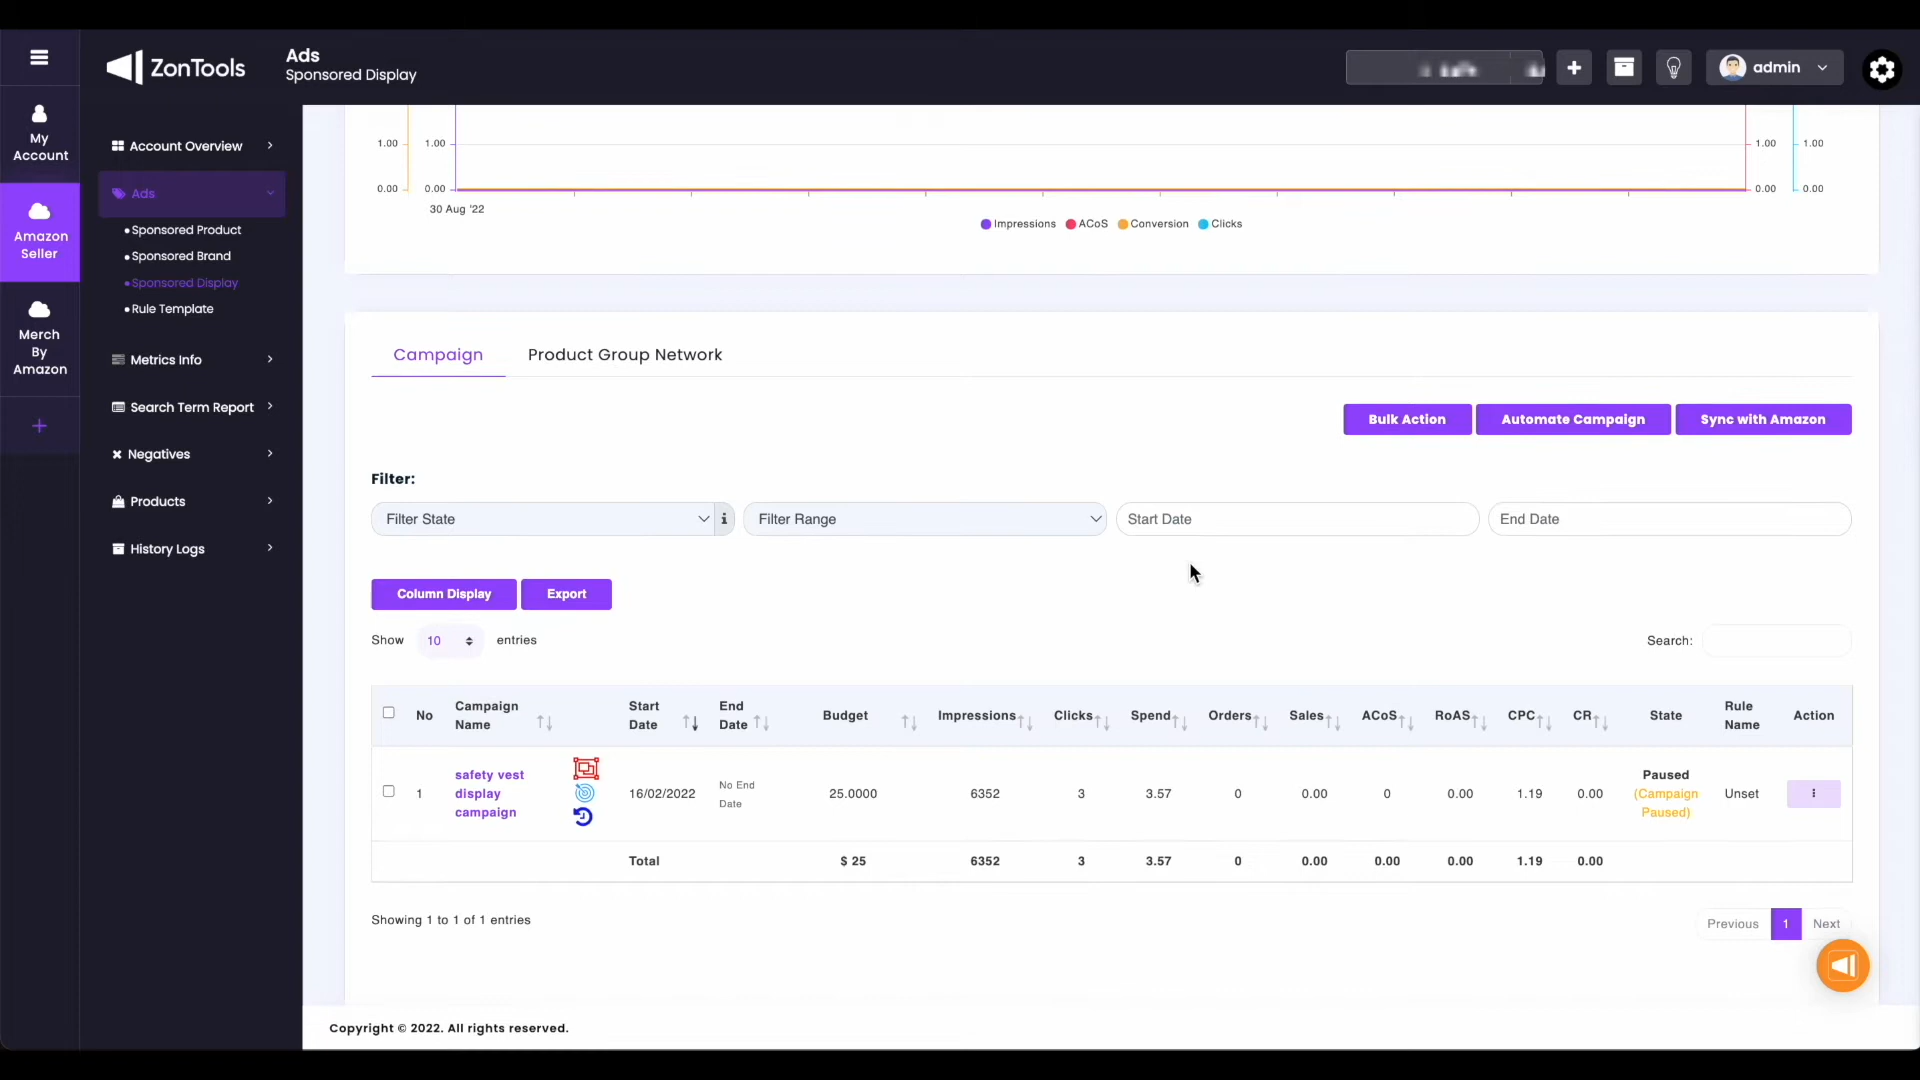 ZonTools
Ads
Sponsored Display
admin
My
Account
Amazon
Seller
Merch
By
Amazon
Account Overview
Ads
Sponsored Product
Sponsored Brand
Sponsored Display
Rule Template
Metrics Info
Search Term Report
Negatives
Products
History Logs
1.00 1.00 1.00 1.00
0.00 0.00 0.00 0.00
30 Aug '22
Impressions ACoS Conversion Clicks
Campaign Product Group Network
Bulk Action Automate Campaign Sync with Amazon
Filter:
Filter State i Filter Range Start Date End Date
Column Display Export
Show 10 entries Search:
No Campaign Name Start Date End Date Budget Impressions Clicks Spend Orders Sales ACoS RoAS CPC CR State Rule Name Action
1 safety vest display campaign 16/02/2022 No End Date 25.0000 6352 3 3.57 0 0.00 0 0.00 1.19 0.00 Paused (Campaign Paused) Unset
Total $ 25 6352 3 3.57 0 0.00 0.00 0.00 1.19 0.00
Showing 1 to 1 of 1 entries
Previous 1 Next
Copyright © 2022. All rights reserved.